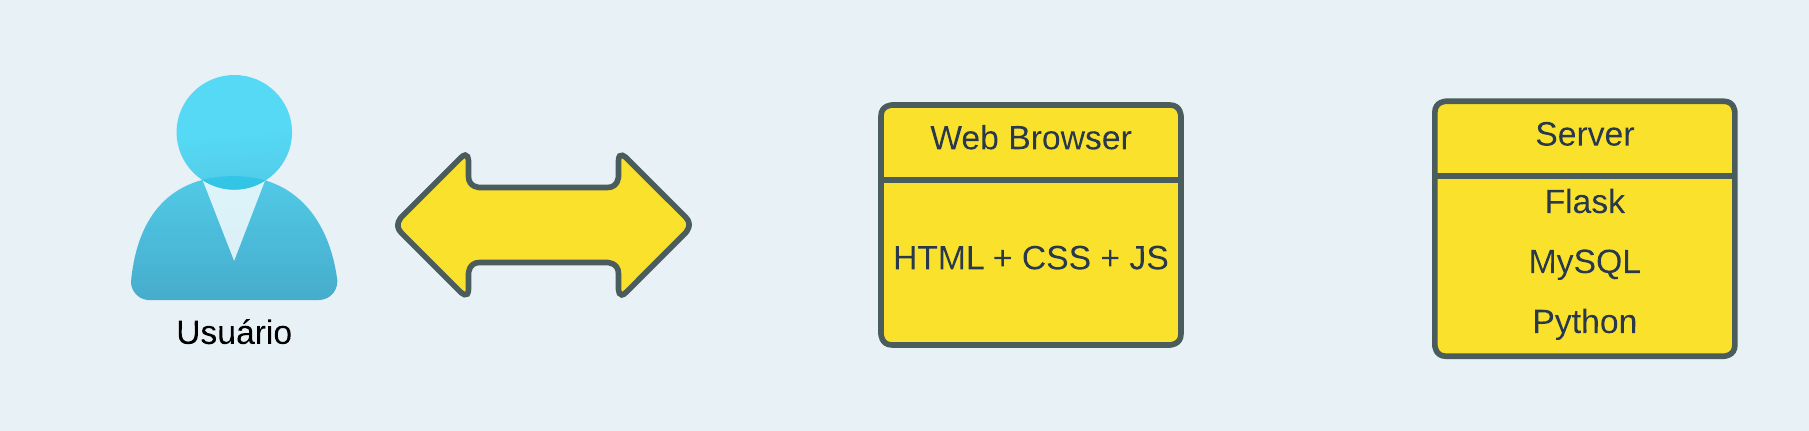 Usuário
Web Browser
HTML + CSS + JS
Server
Flask
MySQL
Python